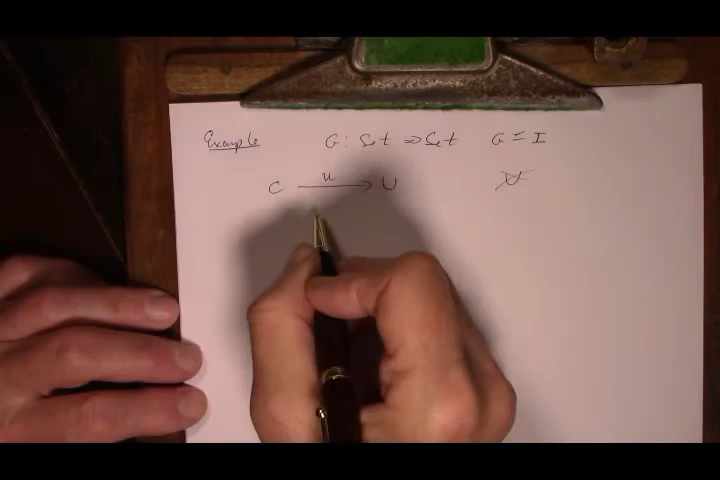 Example G : Set → Set G = I
C u → U